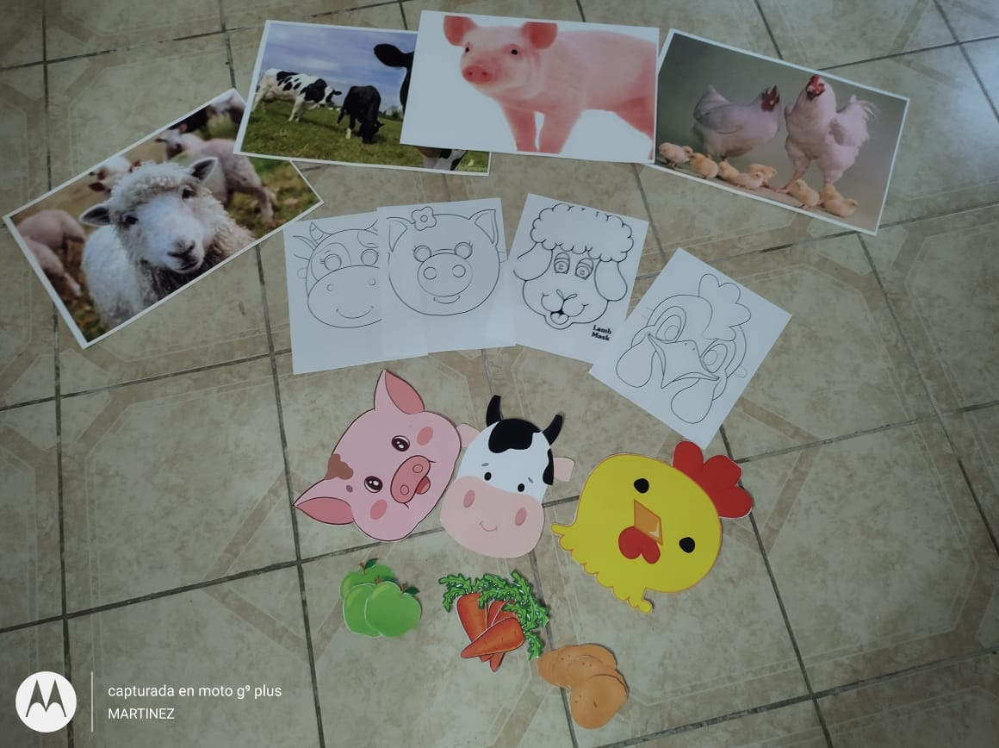 Lamb
Mask
capturada en moto g⁹ plus
MARTINEZ